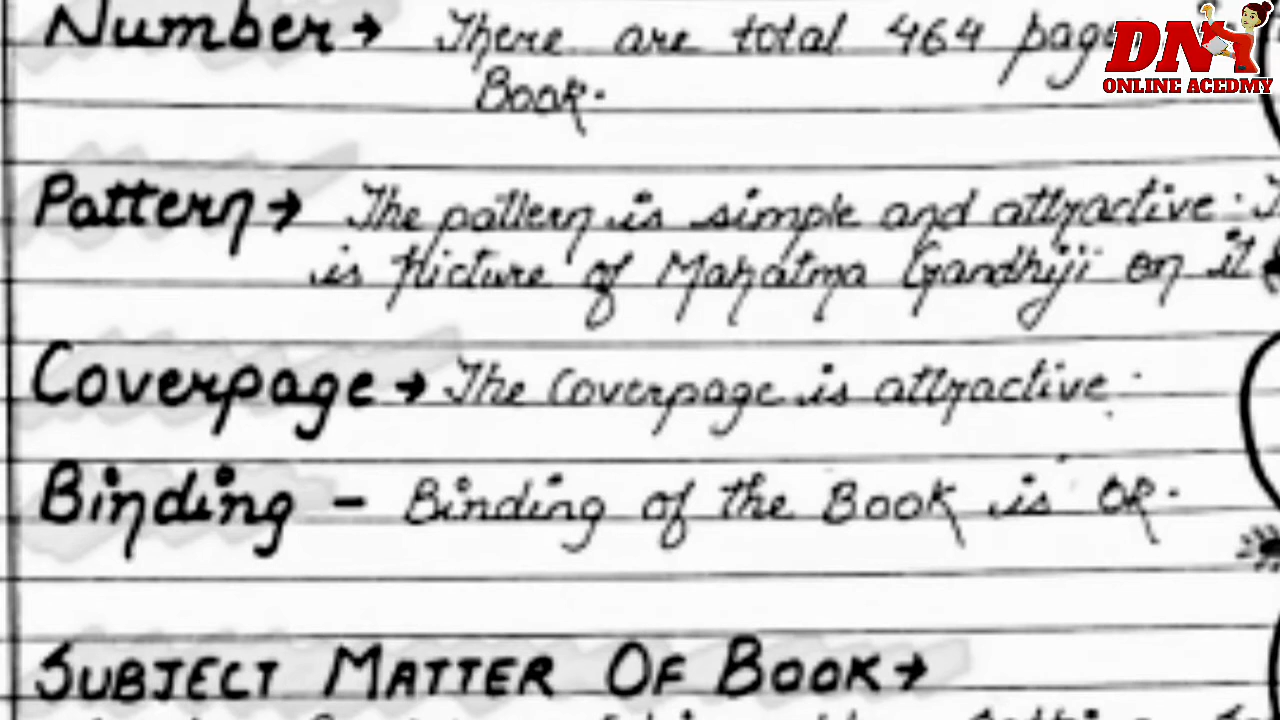 Number → There are total 464 page
Book.
Pattern → The pattern is simple and attractive.
is picture of Mahatma Gandhiji on it
Coverpage → The Coverpage is attractive.
Binding - Binding of the Book is OK.
SUBJECT MATTER OF BOOK →
DN
ONLINE ACEDMY